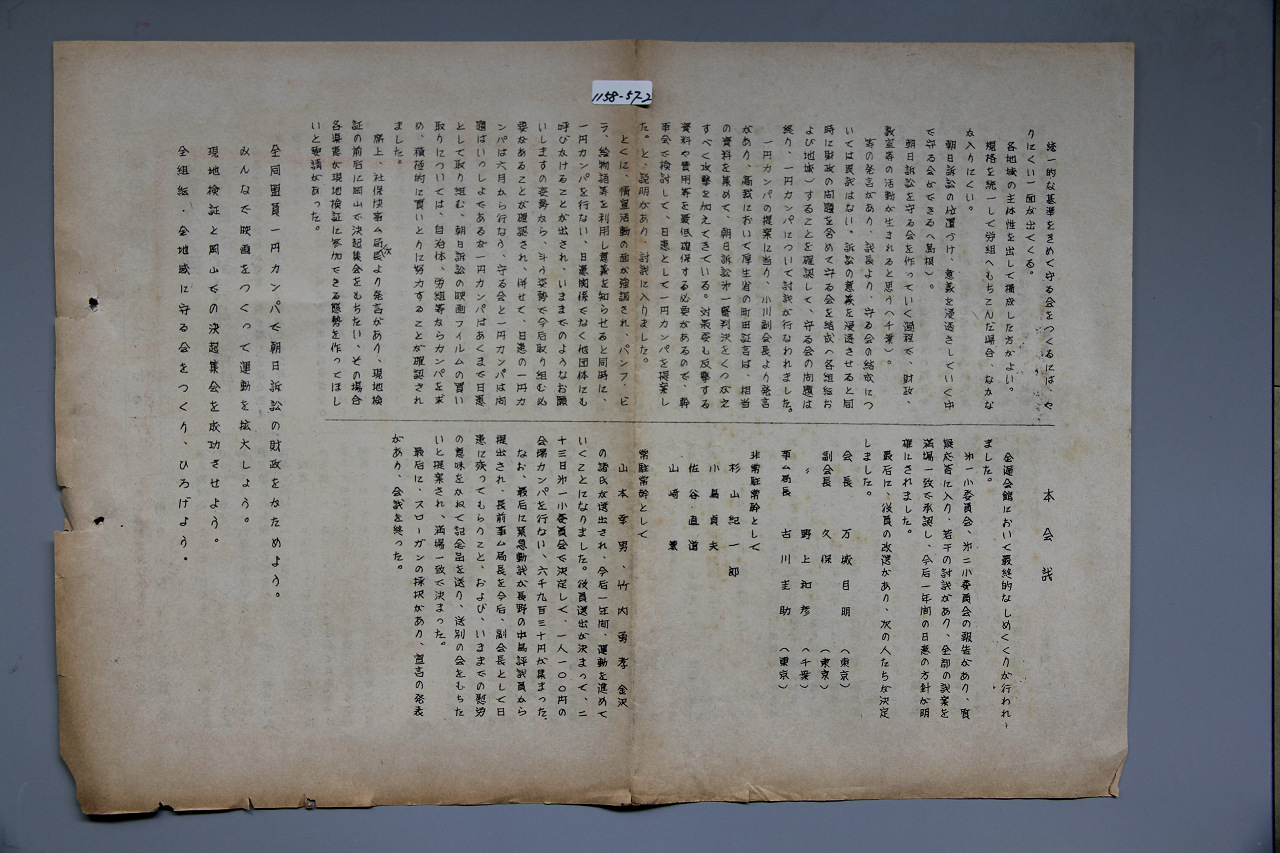 1158-57-2
統一的な基準をきめて守る会をつくるにはやゝ
りにくい一面が出てくる。
各地域の主体性を出して構成した方がよい。
規格を統一して労組へもちこんだ場合、なかな
か入りにくい。
朝日訴訟の位置づけ、意義を浸透さしていく中
で守る会ができる（島根）。
朝日訴訟を守る会を作っていく過程で、財政、
教宣等の活動が生まれると思う（千葉）。
等の発言があり、議長より、守る会の結成につ
いては異議はない。訴訟の意義を浸透させると同
時に財政の問題を含めて守る会を結成（各組結お
よび地域）することを確認して、守る会の問題は
終り、一円カンパについて討議が行なわれました。
一円カンパの提案に当り、小川副会長より発言
があり、高裁において厚生省の町田証言は、相当
の資料を集めて、朝日訴訟第一審判決をくつがえ
すべく攻撃を加えてきている。対策委も反撃する
資料や費用等を最低確保する必要があるので、幹
事会で検討して、日患として一円カンパを提案し
た。と、説明があり、討議に入りました。
とくに、情宣活動の面が強調され、パンフ、ビ
ラ、絵物語等を利用し意義を知らせると同時に、
一円カンパを行ない、日患関係でなく他団体にも
呼びかけることが出され、いままでのようなお願
いしますの姿勢から、斗う姿勢で今后取り組む必
要があることが確認され、併せて、日患の一円カ
ンパは六月から行なう、守る会と一円カンパは同
題はいっしょであるが一円カンパはあくまで日患
として取り組む、朝日訴訟の映画フィルムの買い
取りについては、自治体、労組等からカンパを求
め、積極的に買いとりに努力することが確認され
ました。
席上、社保快事ム局次長より発言があり、現地検
証の前后に岡山で決起集会をもちたい、その場合
各県患が現地検証に参加できる態勢を作ってほし
いと要請があった。
全同盟員一円カンパで朝日訴訟の財政をかためよう。
みんなで映画をつくって運動を拡大しよう。
現地検証と岡山での決起集会を成功させよう。
全組結・全地域に守る会をつくり、ひろげよう。
本会議
全逓会館において最終的なしめくくりが行われ
ました。
第一小委員会、第二小委員会の報告があり、質
疑応答に入り、若干の討議があり、全部の議案を
満場一致で承認し、今后一年間の日患の方針が明
確にされました。
最后に、役員の改選があり、次の人たちが決定
しました。
会長 万城目明（東京）
副会長 久保（東京）
〃 野上和彦（千葉）
事ム局長 古川圭助（東京）
非常駐常幹として
杉山紀一郎
小島貞夫
佐谷直道
山崎薫
常駐常幹として
山本幸男、竹内勇孝 金沢
の諸氏が選出され、今后一年間、運動を進めて
いくことになりました。役員選出が決まって、二
十三日第一小委員会で決定して、一人一〇〇円の
会場カンパを行ない、六千九百三十円が集まった。
なお、最后に緊急動議が長野の中島評議員から
提出され、長前事ム局長を今后、副会長として日
患に残ってもらうこと、および、いままでの慰労
の意味をかねて記念品を送り、送別の会をもちた
いと提案され、満場一致で決まった。
最后に、スローガンの採択があり、宣言の発表
があり、会議を終った。